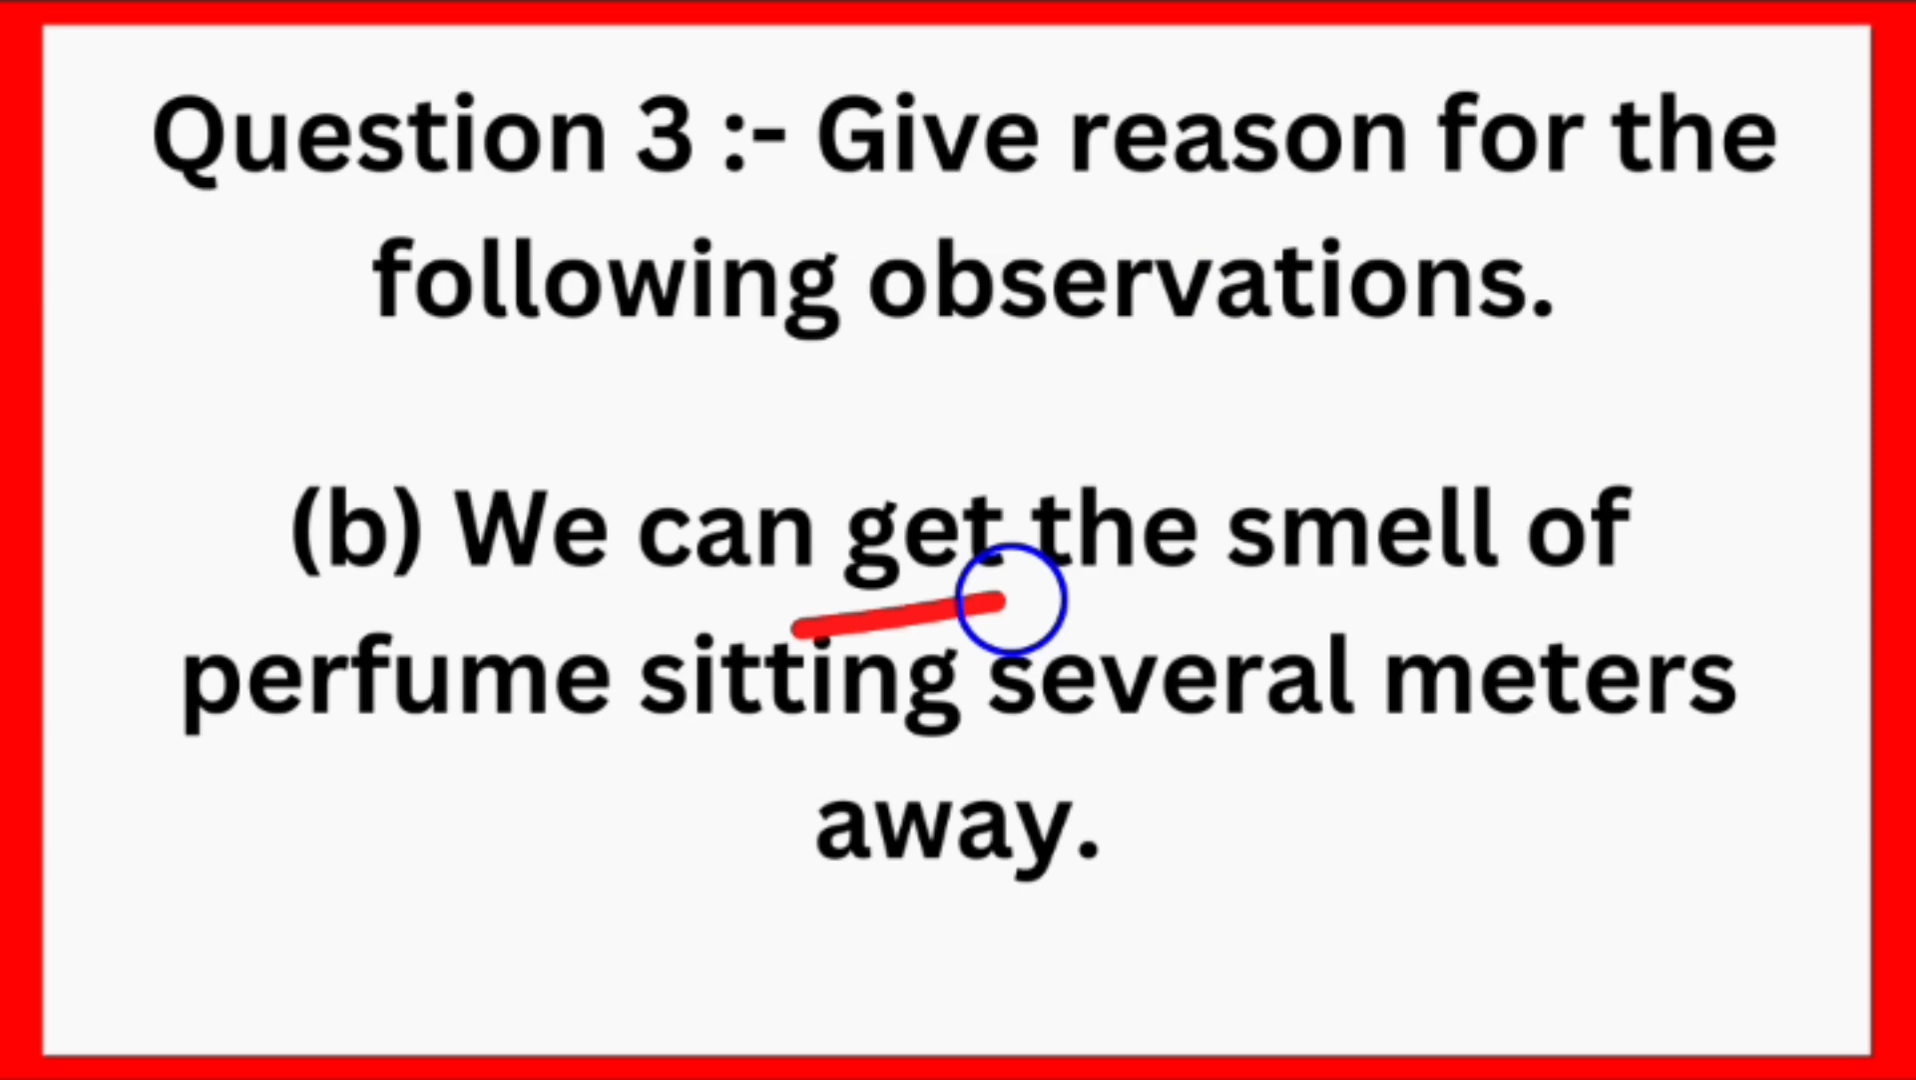 Question 3 :- Give reason for the
following observations.
(b) We can get the smell of
perfume sitting several meters
away.